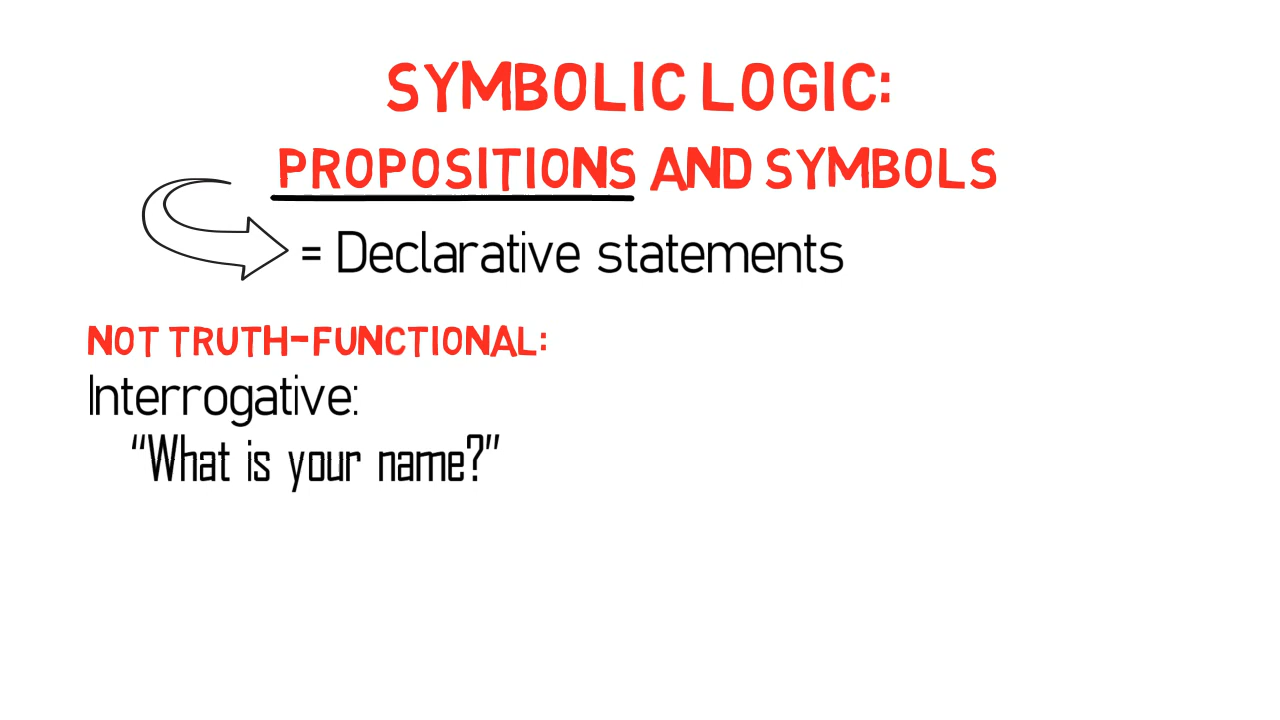 SYMBOLIC LOGIC:
PROPOSITIONS AND SYMBOLS
= Declarative statements
NOT TRUTH-FUNCTIONAL:
Interrogative:
“What is your name?”